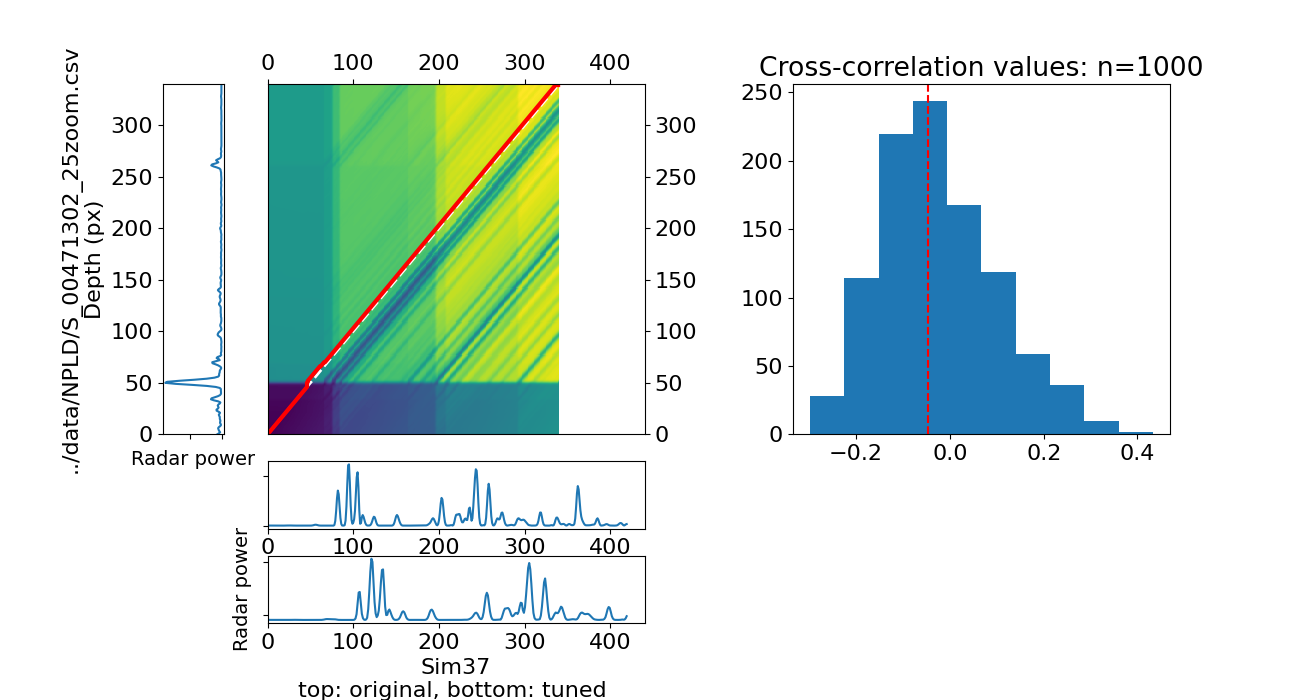 Cross-correlation values: n=1000
../data/NPLD/S_00471302_25zoom.csv
Depth (px)
0 100 200 300 400
300
250
200
150
100
50
0
300
250
200
150
100
50
0
250
200
150
100
50
0
−0.2 0.0 0.2 0.4
Radar power
0 100 200 300 400
Radar power
0 100 200 300 400
Sim37
top: original, bottom: tuned